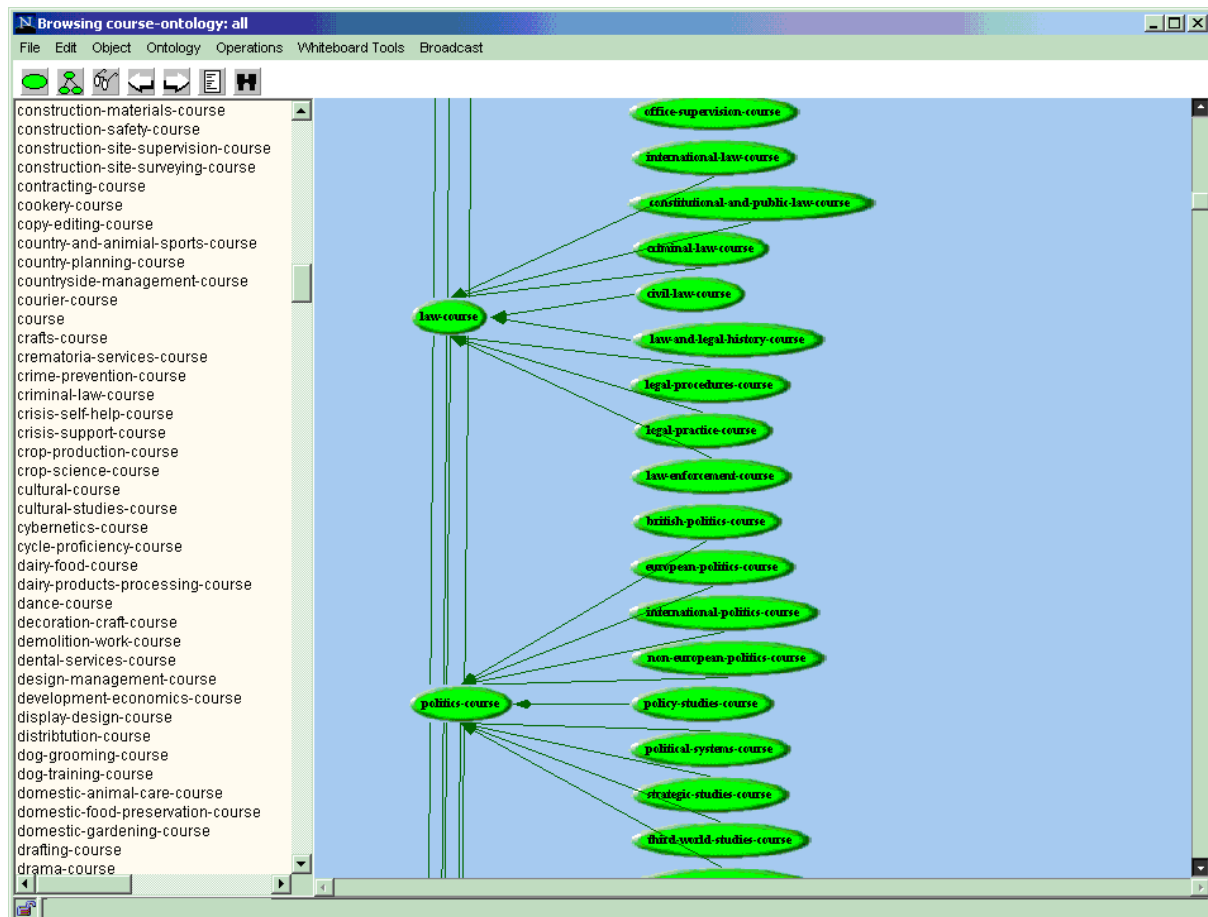 Browsing course-ontology: all
File Edit Object Ontology Operations Whiteboard Tools Broadcast
construction-materials-course
construction-safety-course
construction-site-supervision-course
construction-site-surveying-course
contracting-course
cookery-course
copy-editing-course
country-and-animial-sports-course
country-planning-course
countryside-management-course
courier-course
course
crafts-course
crematoria-services-course
crime-prevention-course
criminal-law-course
crisis-self-help-course
crisis-support-course
crop-production-course
crop-science-course
cultural-course
cultural-studies-course
cybernetics-course
cycle-proficiency-course
dairy-food-course
dairy-products-processing-course
dance-course
decoration-craft-course
demolition-work-course
dental-services-course
design-management-course
development-economics-course
display-design-course
distribtution-course
dog-grooming-course
dog-training-course
domestic-animal-care-course
domestic-food-preservation-course
domestic-gardening-course
drafting-course
drama-course
office-supervision-course
international-law-course
constitutional-and-public-law-course
criminal-law-course
civil-law-course
law-course
law-and-legal-history-course
legal-procedures-course
legal-practice-course
law-enforcement-course
british-politics-course
european-politics-course
international-politics-course
non-european-politics-course
politics-course
policy-studies-course
political-systems-course
strategic-studies-course
third-world-studies-course